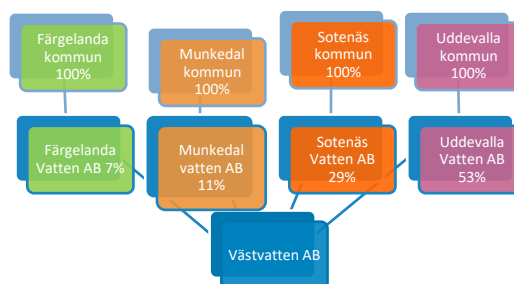 Färgelanda
kommun
100%
Munkedal
kommun
100%
Sotenäs
kommun
100%
Uddevalla
kommun
100%
Färgelanda
Vatten AB 7%
Munkedal
vatten AB
11%
Sotenäs
Vatten AB
29%
Uddevalla
Vatten AB
53%
Västvatten AB